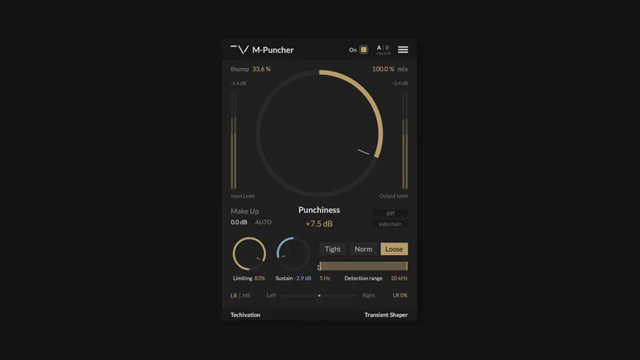 M-Puncher
On
A | B
thump 33.6 %
100.0 % mix
-5.4 dB
-3.4 dB
Input Level
Output Level
Make Up
0.0 dB AUTO
Punchiness
+7.5 dB
diff
sidechain
Tight Norm Loose
Limiting 83%
Sustain -2.9 dB
5 Hz Detection range 20 kHz
LR | MS
Left Right
LR 0%
Techivation
Transient Shaper